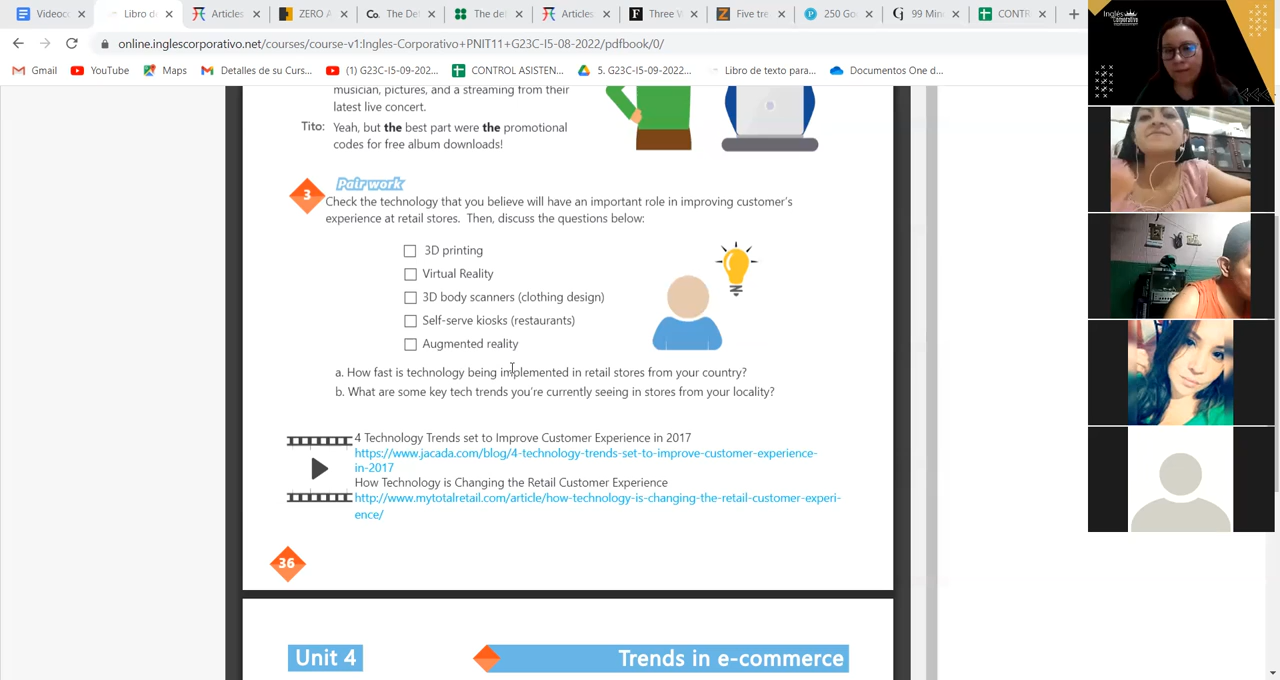 Videoc
Libro de
Articles
ZERO A
Co. The Det
The de
Articles
Three W
Five tre
250 Go
99 Min
CONTR
online.inglescorporativo.net/courses/course-v1:Ingles-Corporativo+PNIT11+G23C-I5-08-2022/pdfbook/0/
Gmail
YouTube
Maps
Detalles de su Curs...
(1) G23C-I5-09-202...
CONTROL ASISTEN...
5. G23C-I5-09-2022...
Libro de texto para...
Documentos One d...
Inglés
Corporativo
musician, pictures, and a streaming from their
latest live concert.
Tito: Yeah, but the best part were the promotional
codes for free album downloads!
3
Pair work
Check the technology that you believe will have an important role in improving customer's
experience at retail stores. Then, discuss the questions below:
3D printing
Virtual Reality
3D body scanners (clothing design)
Self-serve kiosks (restaurants)
Augmented reality
a. How fast is technology being implemented in retail stores from your country?
b. What are some key tech trends you're currently seeing in stores from your locality?
4 Technology Trends set to Improve Customer Experience in 2017
https://www.jacada.com/blog/4-technology-trends-set-to-improve-customer-experience-
in-2017
How Technology is Changing the Retail Customer Experience
http://www.mytotalretail.com/article/how-technology-is-changing-the-retail-customer-experi-
ence/
36
Unit 4
Trends in e-commerce